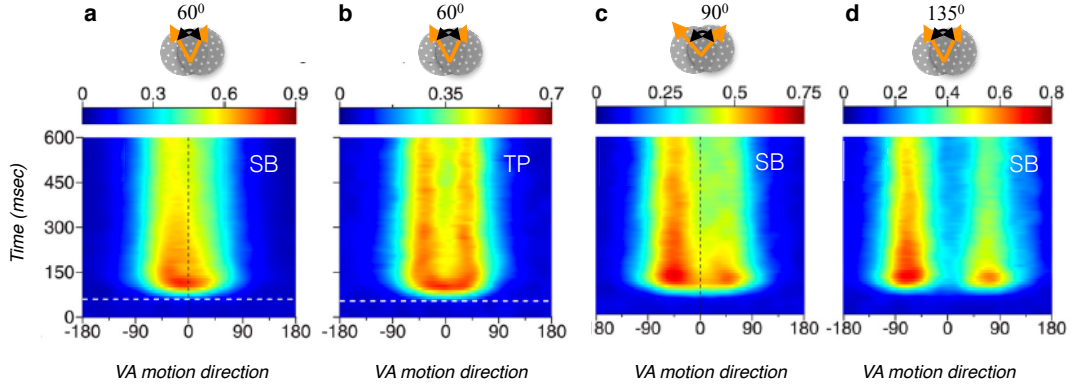 a 60⁰ b 60⁰ c 90⁰ d 135⁰
0 0.3 0.6 0.9 0 0.35 0.7 0 0.25 0.5 0.75 0 0.2 0.4 0.6 0.8
600 SB TP SB SB
450
300
150
0
Time (msec)
-180 -90 0 90 180 -180 -90 0 90 180 80 -90 0 90 180 -180 -90 0 90 180
VA motion direction VA motion direction VA motion direction VA motion direction